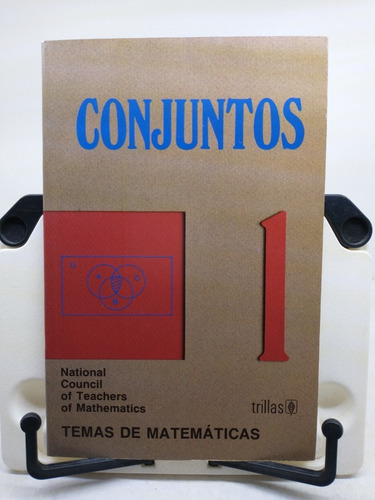 CONJUNTOS
1
National
Council
of Teachers
of Mathematics
trillas
TEMAS DE MATEMÁTICAS